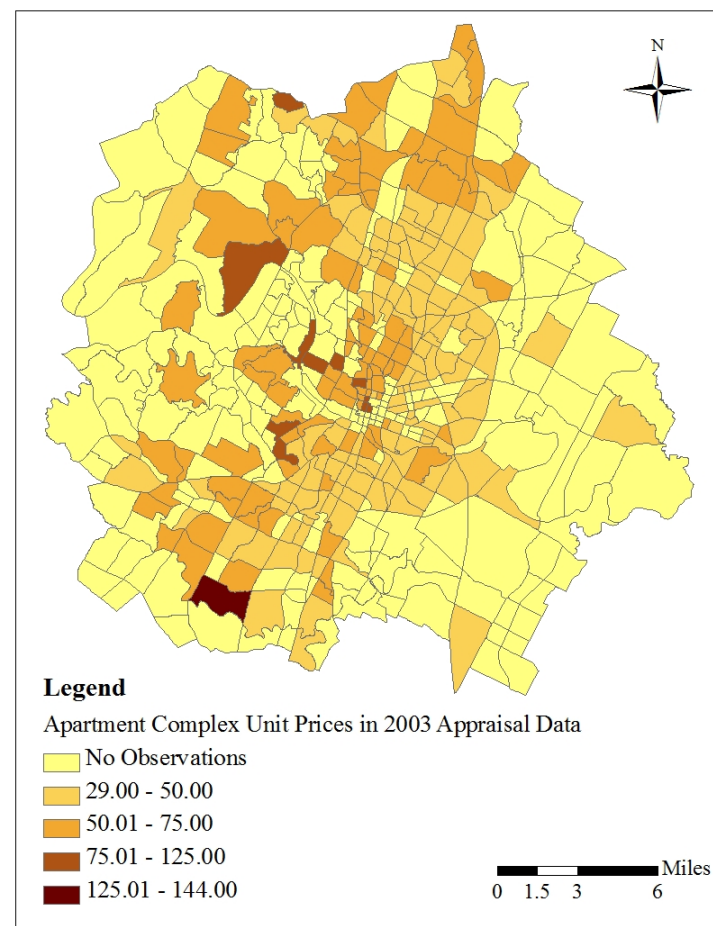 N
Legend
Apartment Complex Unit Prices in 2003 Appraisal Data
No Observations
29.00 - 50.00
50.01 - 75.00
75.01 - 125.00
125.01 - 144.00
Miles
0 1.5 3 6